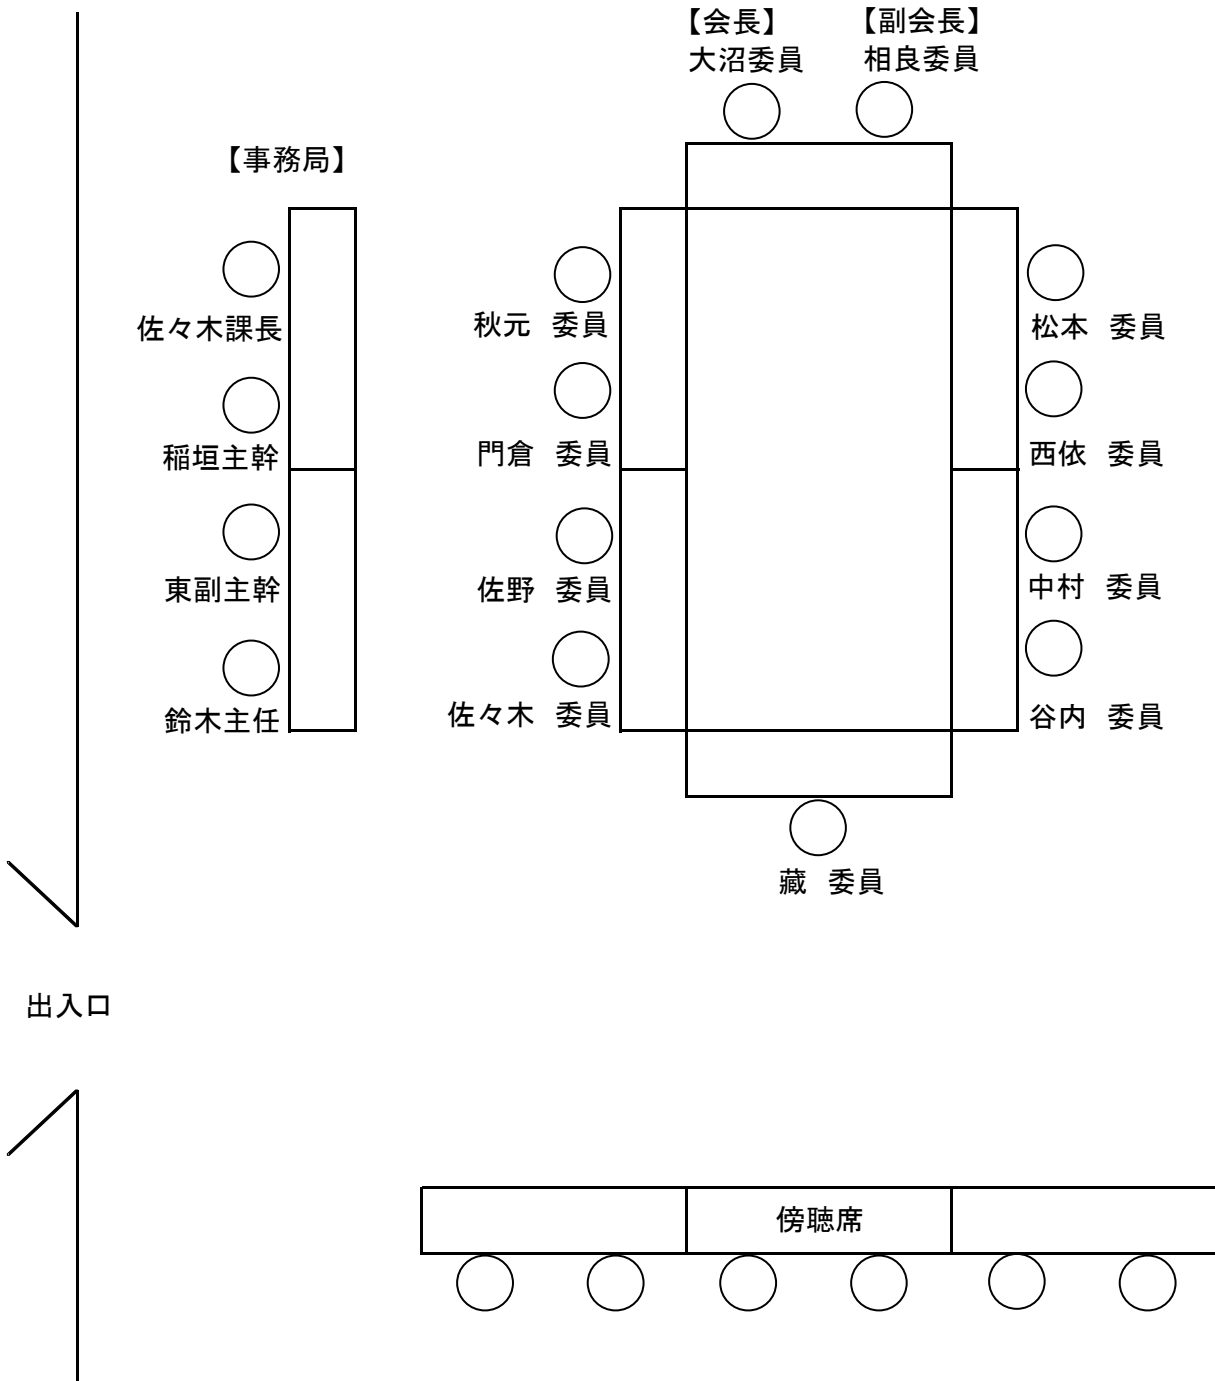 【会長】 【副会長】
大沼委員 相良委員
【事務局】
佐々木課長
稲垣主幹
東副主幹
鈴木主任
秋元 委員
門倉 委員
佐野 委員
佐々木 委員
松本 委員
西依 委員
中村 委員
谷内 委員
藏 委員
出入口
傍聴席